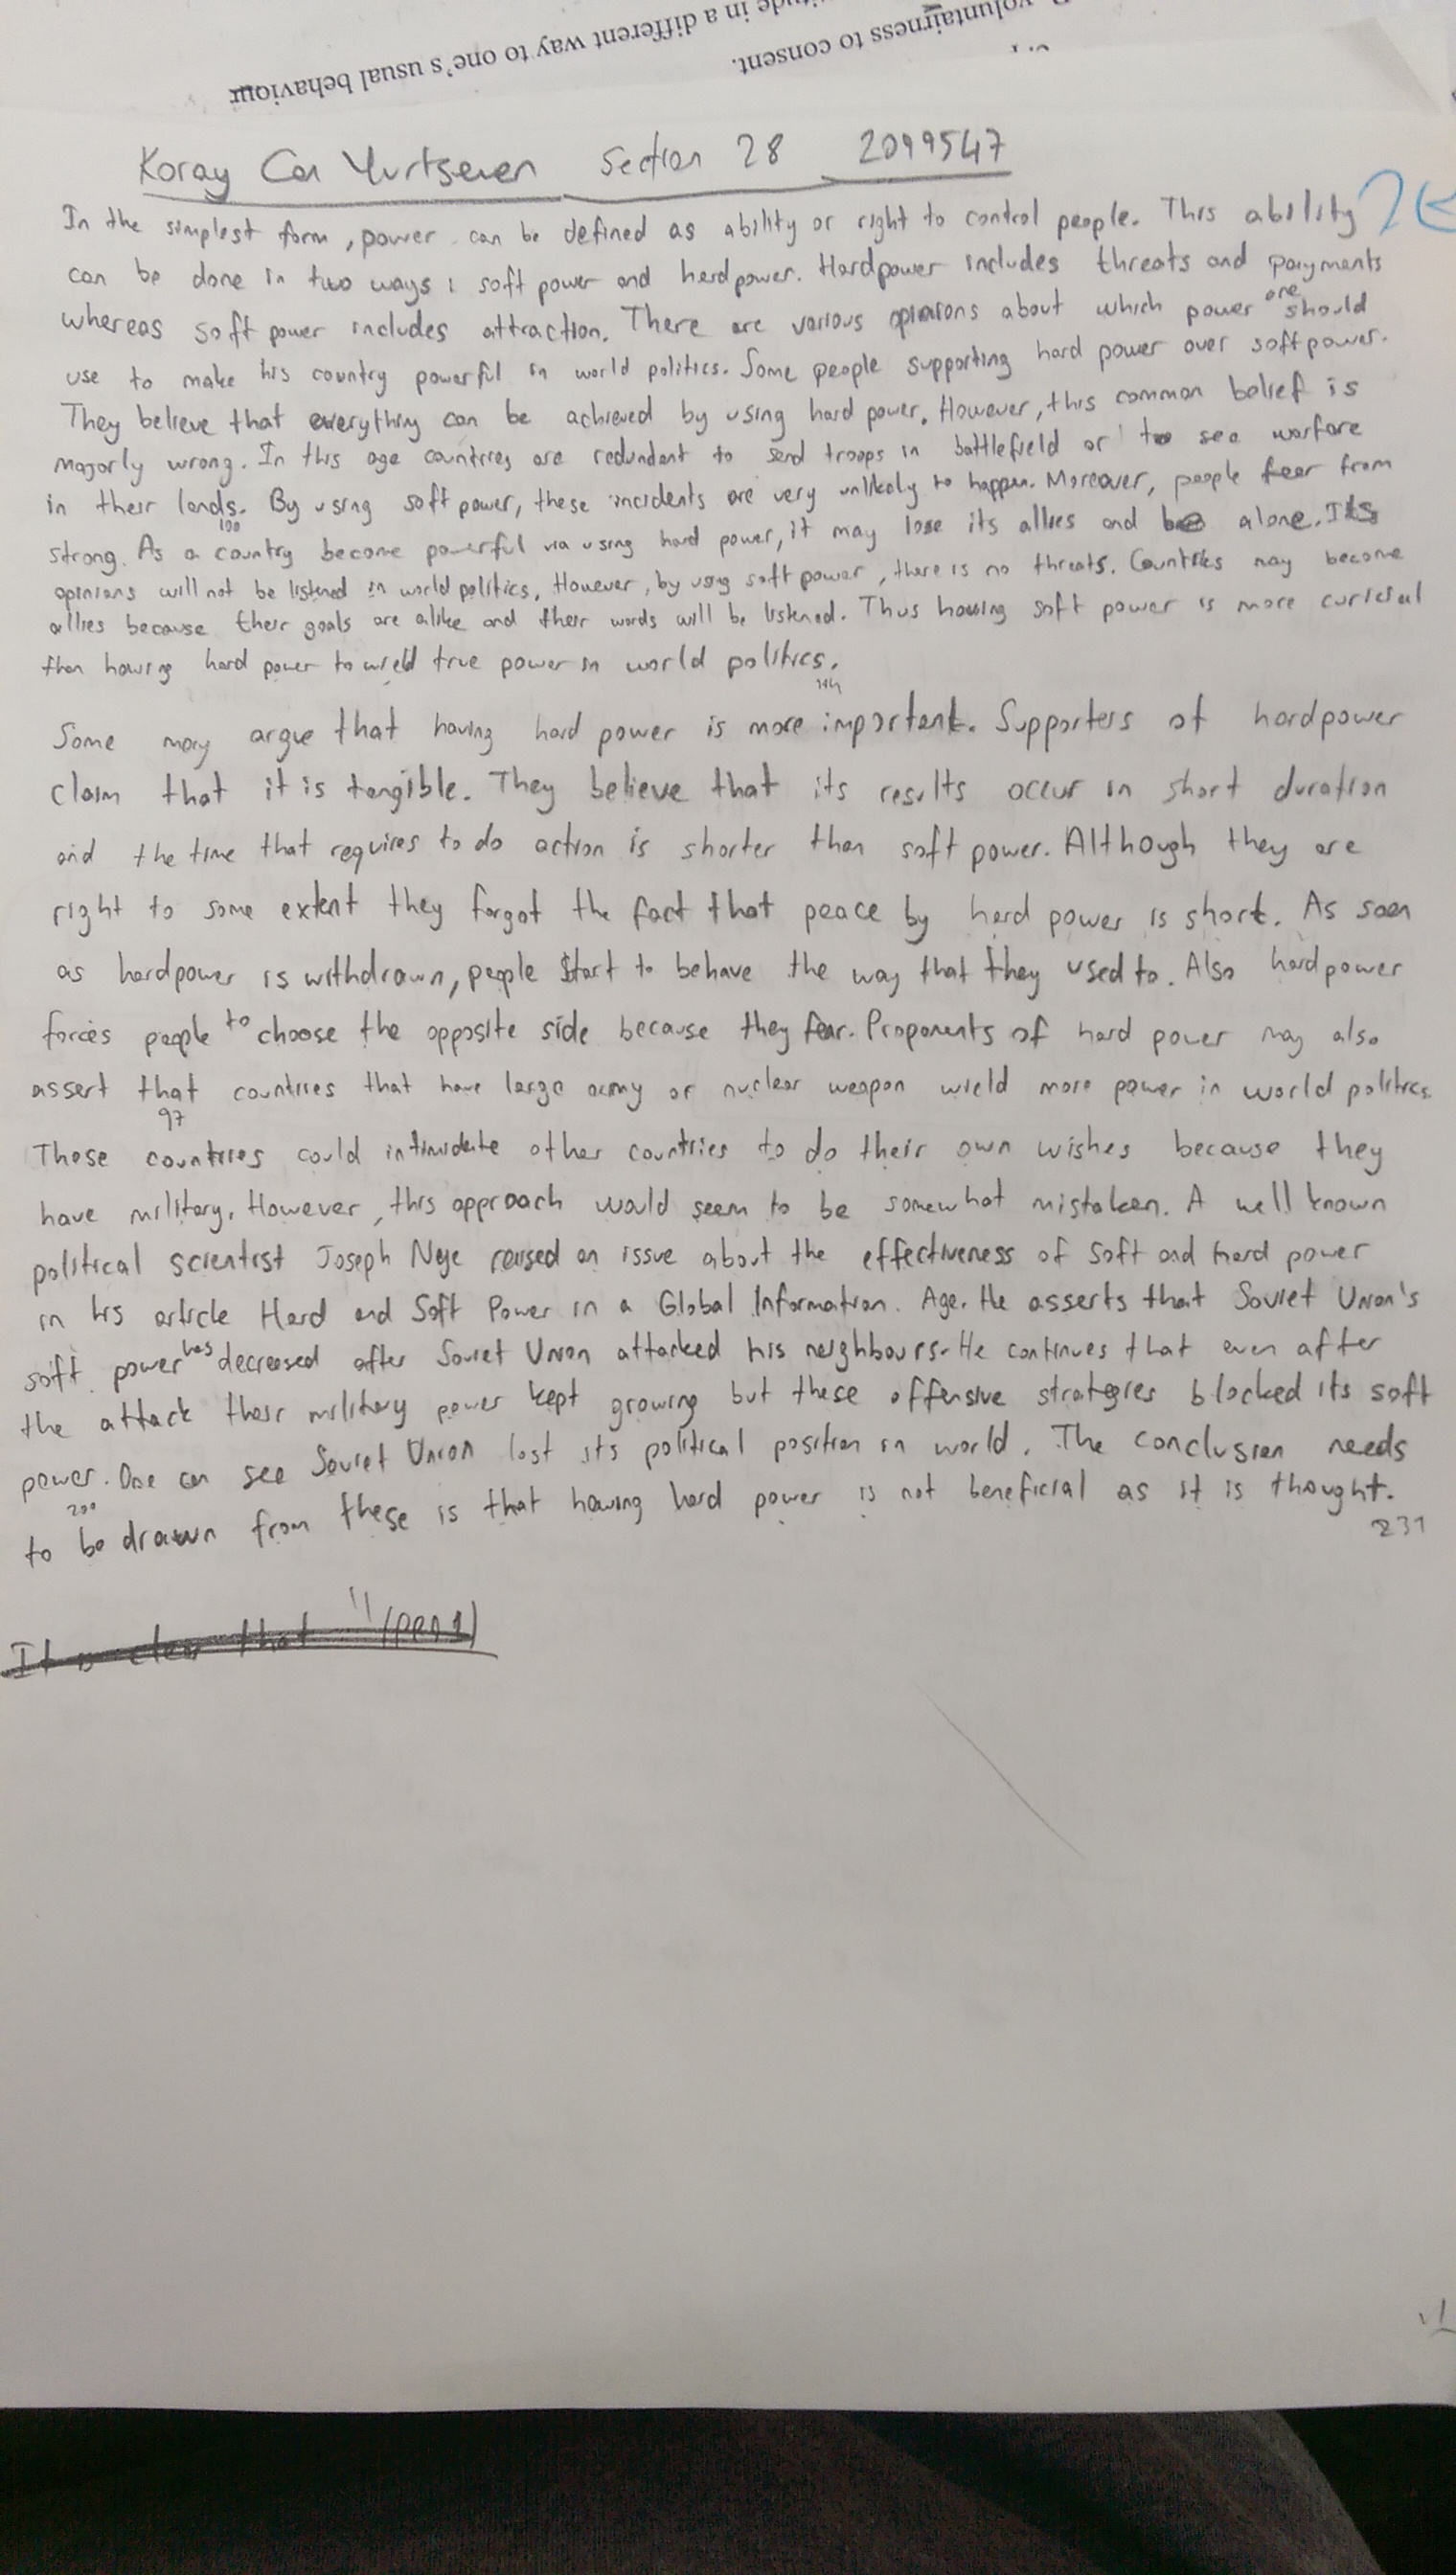 voluntairness to consent.
in a different way to one's usual behaviour
Koray Can Yurtseven Section 28 2099547
In the simplest form, power can be defined as ability or right to control people. This ability
can be done in two ways : soft power and hardpower. Hardpower includes threats and payments
whereas soft power includes attraction. There are various opinions about which power one should
use to make his country powerful in world politics. Some people supporting hard power over softpower.
They believe that everything can be achieved by using hard power. However, this common belief is
majorly wrong. In this age countries are redundant to send troops in battlefield or to see warfare
in their lands. By using soft power, these incidents are very unlikely to happen. Moreover, people fear from
100
strong. As a country become powerful via using hard power, it may lose its allies and be alone. Its
opinions will not be listened in world politics. However, by using soft power, there is no threats. Countries may become
allies because their goals are alike and their words will be listened. Thus having soft power is more curicial
than having hard power to wield true power in world politics.
Some may argue that having hard power is more important. Supporters of hardpower
claim that it is tangible. They believe that its results occur in short duration
and the time that requires to do action is shorter than soft power. Although they are
right to some extent they forgot the fact that peace by hard power is short. As soon
as hardpower is withdrawn, people start to behave the way that they used to. Also hardpower
forces people to choose the opposite side because they fear. Proponents of hard power may also
assert that countries that have large army or nuclear weapon wield more power in world politics.
97
These countries could intimidate other countries to do their own wishes because they
have military. However, this approach would seem to be somewhat mistaken. A well known
political scientist Joseph Nye raised an issue about the effectiveness of soft and hard power
in his article Hard and Soft Power in a Global Information. Age. He asserts that Soviet Union's
soft power has decreased after Soviet Union attacked his neighbours. He continues that even after
the attack their military power kept growing but these offensive strategies blocked its soft
power. One can see Soviet Union lost its political position in world. The conclusion needs
200
to be drawn from these is that having hard power is not beneficial as it is thought.
231
It is clear that